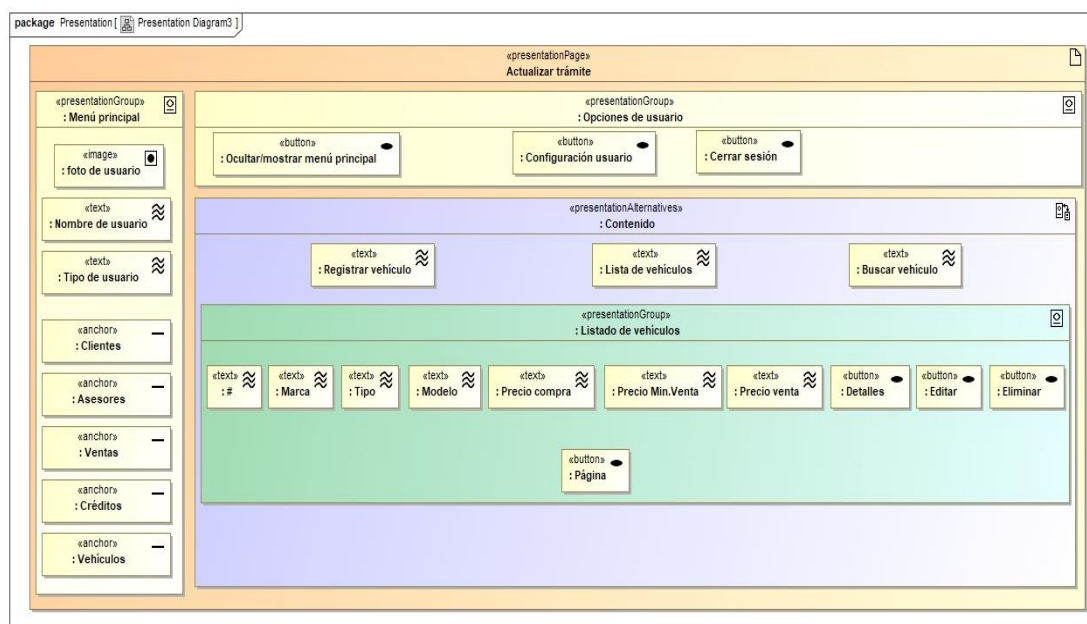 package Presentation [ Presentation Diagram3 ]
«presentationPage»
Actualizar trámite
«presentationGroup»
: Menú principal
«image»
: foto de usuario
«text»
: Nombre de usuario
«text»
: Tipo de usuario
«anchor»
: Clientes
«anchor»
: Asesores
«anchor»
: Ventas
«anchor»
: Créditos
«anchor»
: Vehículos
«presentationGroup»
: Opciones de usuario
«button»
: Ocultar/mostrar menú principal
«button»
: Configuración usuario
«button»
: Cerrar sesión
«presentationAlternatives»
: Contenido
«text»
: Registrar vehículo
«text»
: Lista de vehículos
«text»
: Buscar vehículo
«presentationGroup»
: Listado de vehículos
«text»
: #
«text»
: Marca
«text»
: Tipo
«text»
: Modelo
«text»
: Precio compra
«text»
: Precio Min.Venta
«text»
: Precio venta
«button»
: Detalles
«button»
: Editar
«button»
: Eliminar
«button»
: Página